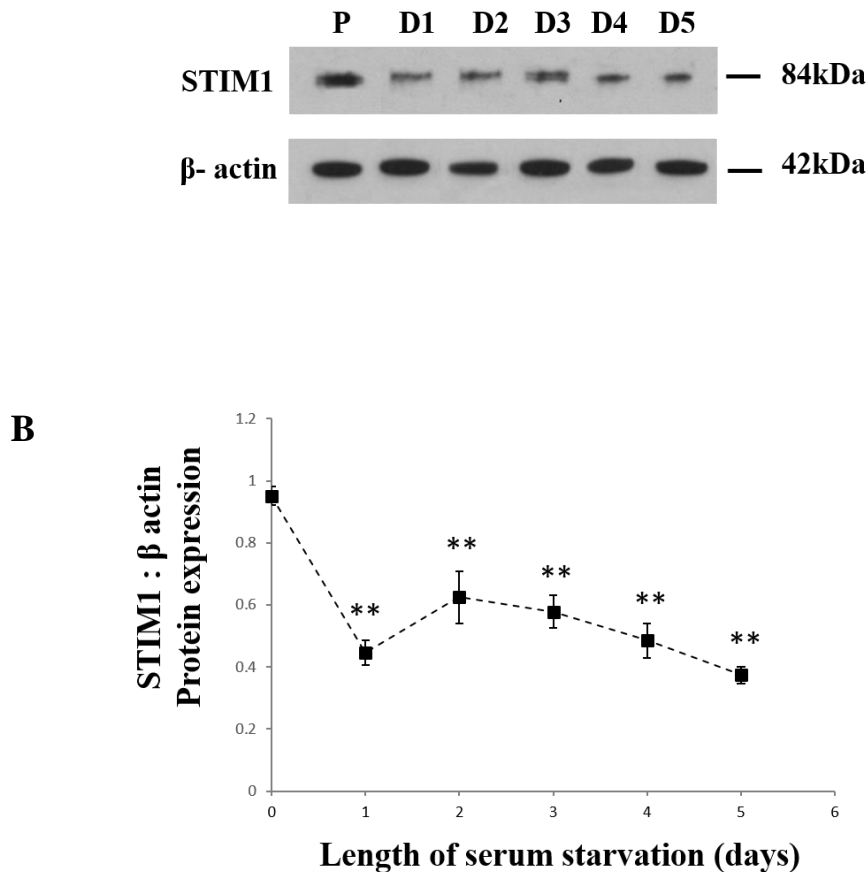 P D1 D2 D3 D4 D5
STIM1 84kDa
β- actin 42kDa
B
STIM1 : β actin
Protein expression
1.2
1
0.8
0.6
0.4
0.2
0
** ** ** ** **
0 1 2 3 4 5 6
Length of serum starvation (days)